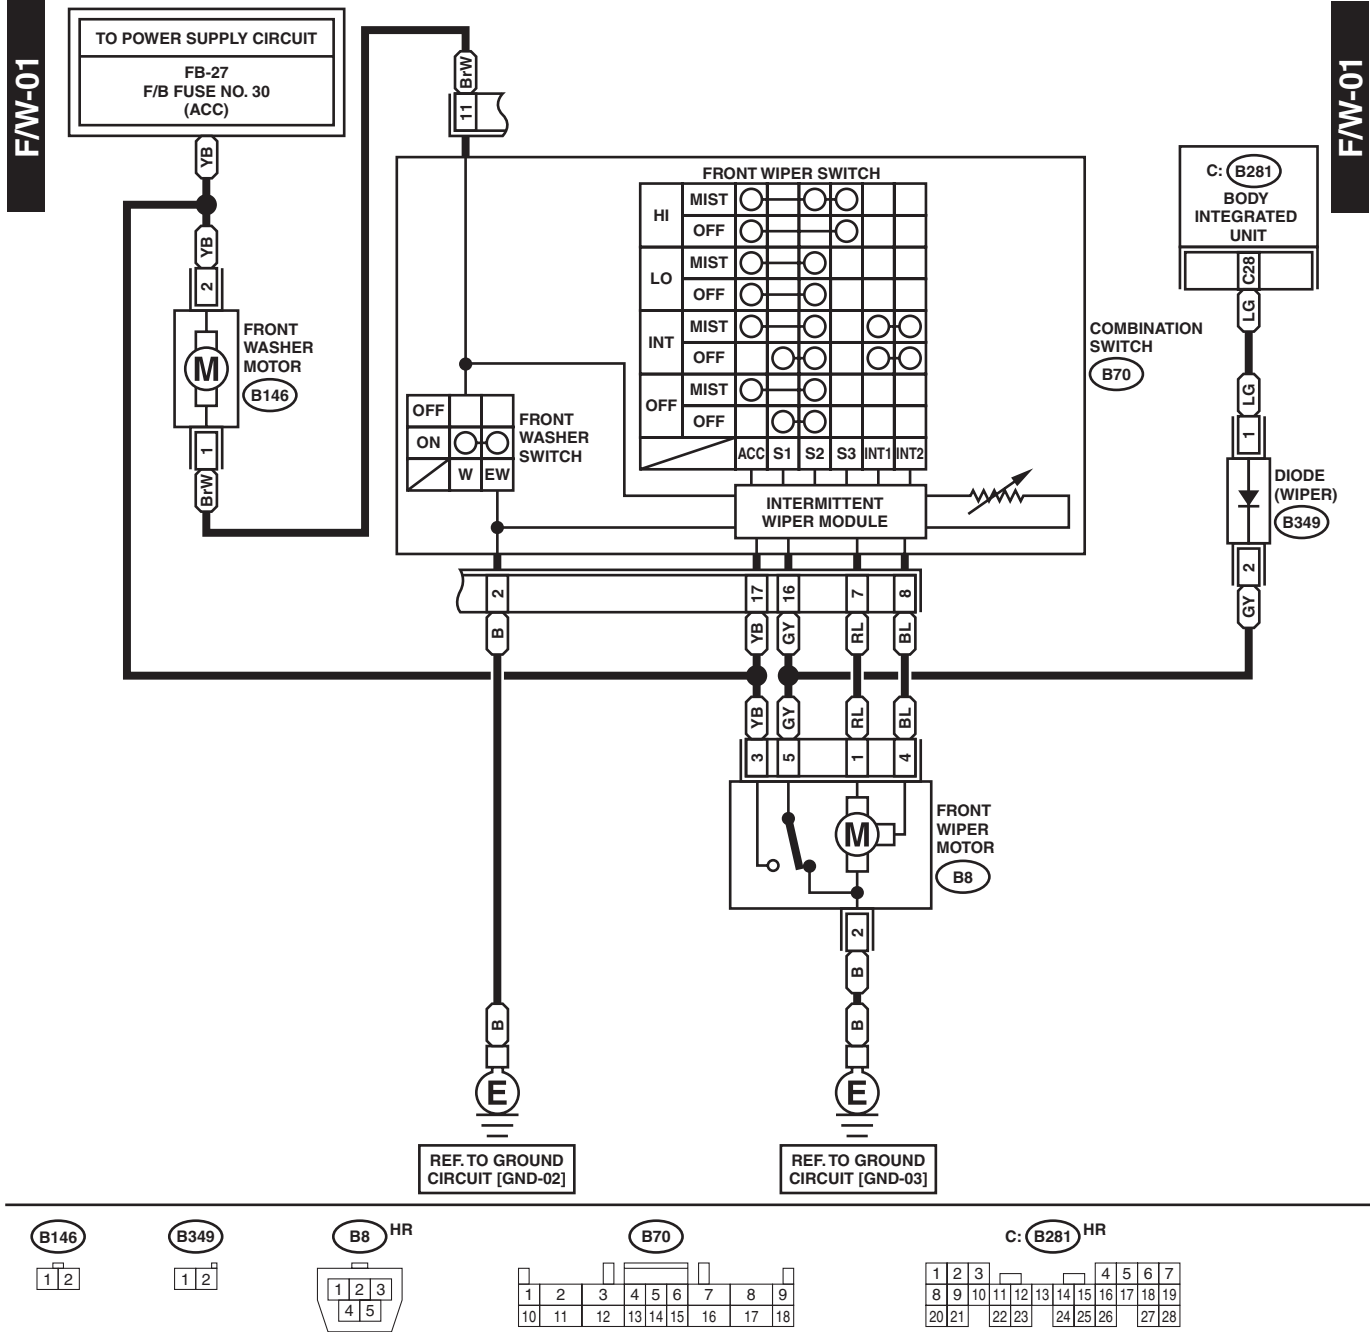 F/W-01
F/W-01
TO POWER SUPPLY CIRCUIT
FB-27
F/B FUSE NO. 30
(ACC)
YB
YB
2
FRONT
WASHER
MOTOR
B146
M
1
BrW
BrW
11
FRONT WIPER SWITCH
HI
MIST
OFF
LO
MIST
OFF
INT
MIST
OFF
OFF
MIST
OFF
ACC S1 S2 S3 INT1 INT2
COMBINATION
SWITCH
B70
OFF
ON
W EW
FRONT
WASHER
SWITCH
INTERMITTENT
WIPER MODULE
C: B281
BODY
INTEGRATED
UNIT
C28
LG
LG
1
DIODE
(WIPER)
B349
2
GY
2 17 16 7 8
B YB GY RL BL
YB GY RL BL
3 5 1 4
M
FRONT
WIPER
MOTOR
B8
2
B
B B
E E
REF. TO GROUND
CIRCUIT [GND-02]
REF. TO GROUND
CIRCUIT [GND-03]
B146
1 2
B349
1 2
B8 HR
1 2 3
4 5
B70
1 2 3 4 5 6 7 8 9
10 11 12 13 14 15 16 17 18
C: B281 HR
1 2 3 4 5 6 7
8 9 10 11 12 13 14 15 16 17 18 19
20 21 22 23 24 25 26 27 28